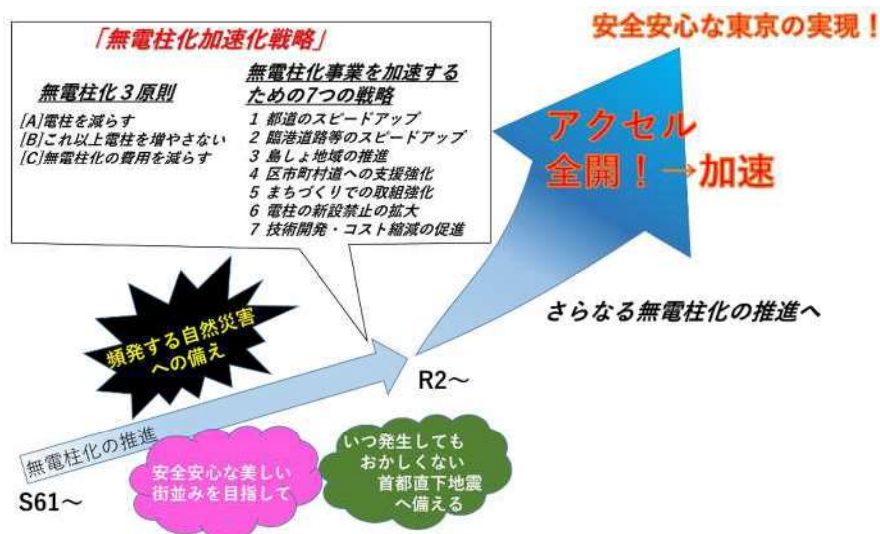 安全安心な東京の実現！
「無電柱化加速化戦略」
無電柱化３原則
[A]電柱を減らす
[B]これ以上電柱を増やさない
[C]無電柱化の費用を減らす
無電柱化事業を加速する
ための7つの戦略
1 都道のスピードアップ
2 臨港道路等のスピードアップ
3 島しょ地域の推進
4 区市町村道への支援強化
5 まちづくりでの取組強化
6 電柱の新設禁止の拡大
7 技術開発・コスト縮減の促進
アクセル
全開！→加速
さらなる無電柱化の推進へ
頻発する自然災害
への備え
R2～
無電柱化の推進
S61～
安全安心な美しい
街並みを目指して
いつ発生しても
おかしくない
首都直下地震
へ備える